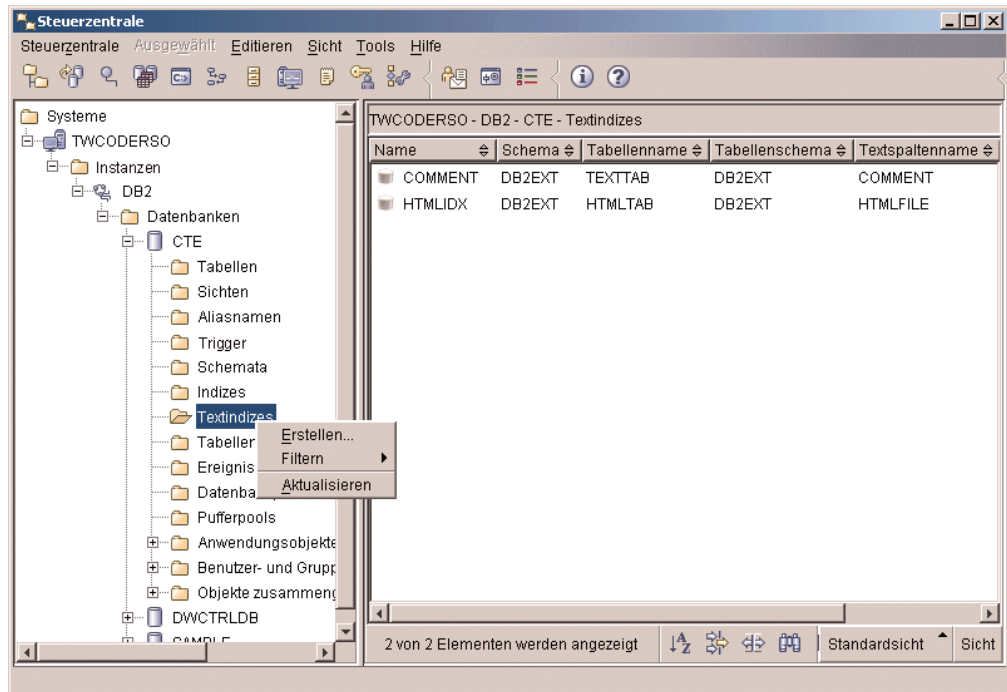 Steuerzentrale
Steuerzentrale Ausgewählt Editieren Sicht Tools Hilfe
Systeme
TWCODERSO
Instanzen
DB2
Datenbanken
CTE
Tabellen
Sichten
Aliasnamen
Trigger
Schemata
Indizes
Textindizes
Tabeller
Ereignis
Datenba
Pufferpools
Anwendungsobjekte
Benutzer- und Grupp
Objekte zusammeng
DWCTRLDB
SAMPLE
Erstellen...
Filtern
Aktualisieren
TWCODERSO - DB2 - CTE - Textindizes
Name Schema Tabellenname Tabellenschema Textspaltenname
COMMENT DB2EXT TEXTTAB DB2EXT COMMENT
HTMLIDX DB2EXT HTMLTAB DB2EXT HTMLFILE
2 von 2 Elementen werden angezeigt Standardsicht Sicht